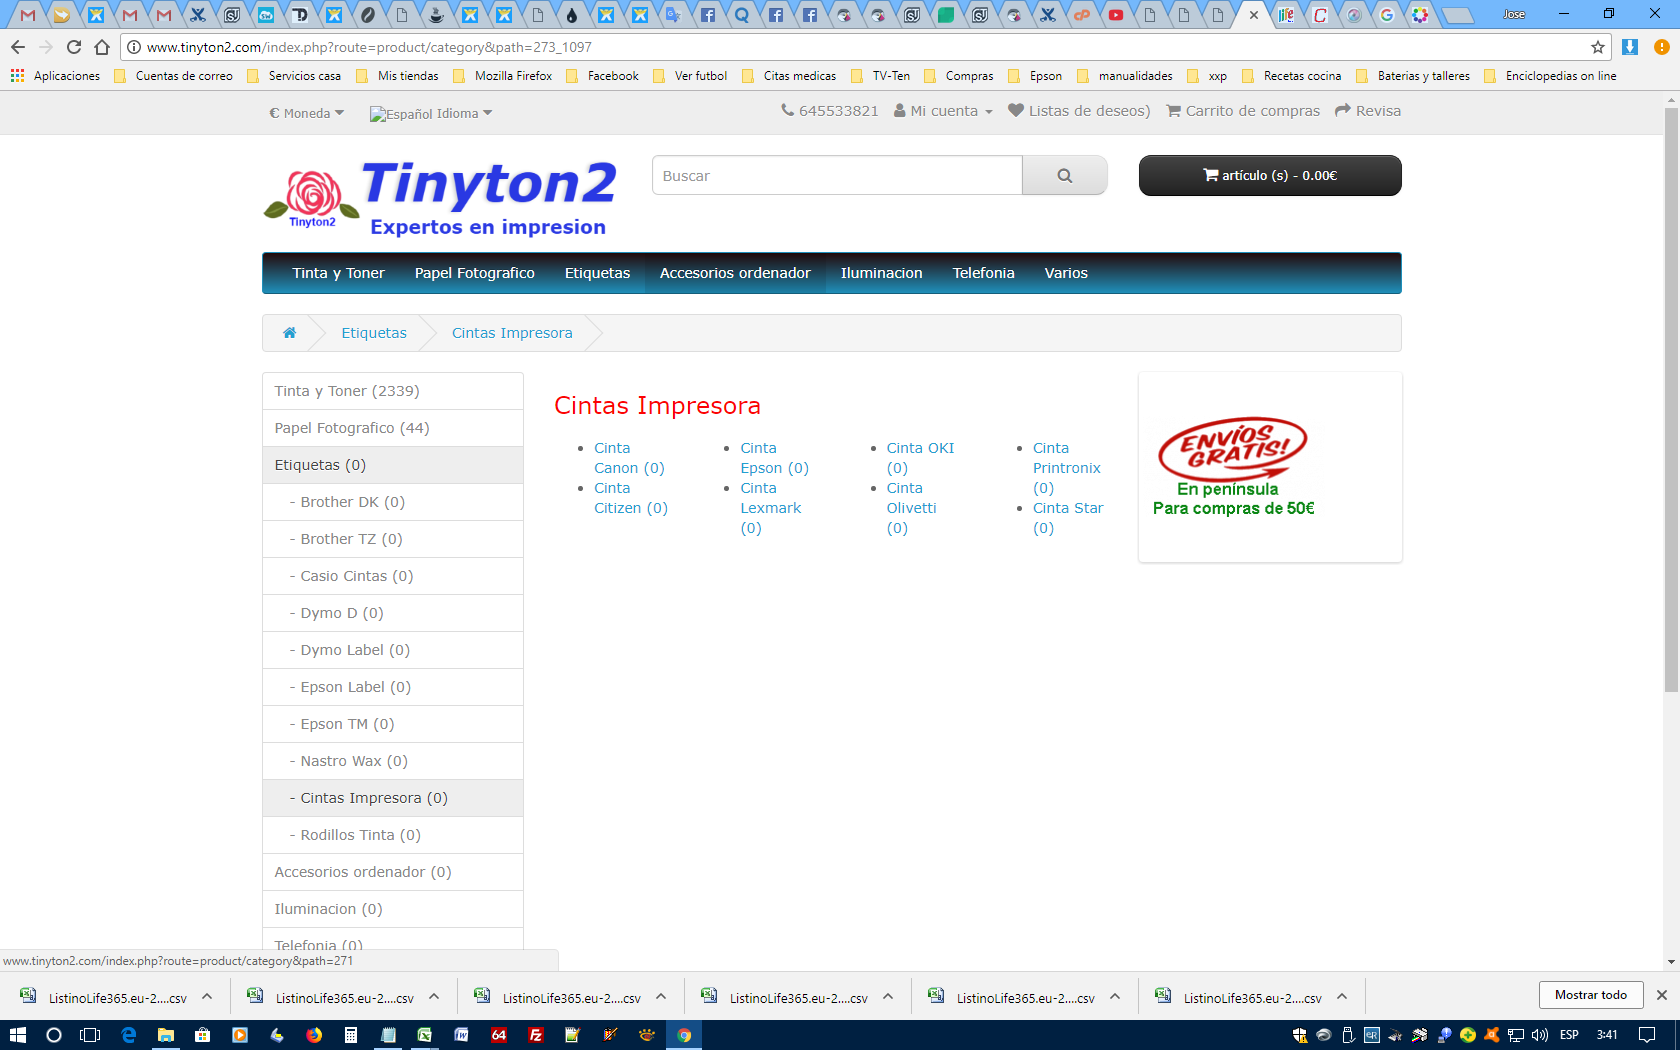 Jose
www.tinyton2.com/index.php?route=product/category&path=273_1097
Aplicaciones
Cuentas de correo
Servicios casa
Mis tiendas
Mozilla Firefox
Facebook
Ver futbol
Citas medicas
TV-Ten
Compras
Epson
manualidades
xxp
Recetas cocina
Baterias y talleres
Enciclopedias on line
€ Moneda
Español Idioma
645533821
Mi cuenta
Listas de deseos)
Carrito de compras
Revisa
Tinyton2
Tinyton2
Expertos en impresion
Buscar
artículo (s) - 0.00€
Tinta y Toner
Papel Fotografico
Etiquetas
Accesorios ordenador
Iluminacion
Telefonia
Varios
Etiquetas
Cintas Impresora
Tinta y Toner (2339)
Papel Fotografico (44)
Etiquetas (0)
- Brother DK (0)
- Brother TZ (0)
- Casio Cintas (0)
- Dymo D (0)
- Dymo Label (0)
- Epson Label (0)
- Epson TM (0)
- Nastro Wax (0)
- Cintas Impresora (0)
- Rodillos Tinta (0)
Accesorios ordenador (0)
Iluminacion (0)
Telefonia (0)
Cintas Impresora
Cinta
Canon (0)
Cinta
Citizen (0)
Cinta
Epson (0)
Cinta
Lexmark
(0)
Cinta OKI
(0)
Cinta
Olivetti
(0)
Cinta
Printronix
(0)
Cinta Star
(0)
ENVÍOS
GRATIS!
En península
Para compras de 50€
www.tinyton2.com/index.php?route=product/category&path=271
ListinoLife365.eu-2....csv
ListinoLife365.eu-2....csv
ListinoLife365.eu-2....csv
ListinoLife365.eu-2....csv
ListinoLife365.eu-2....csv
ListinoLife365.eu-2....csv
Mostrar todo
64
ESP
3:41